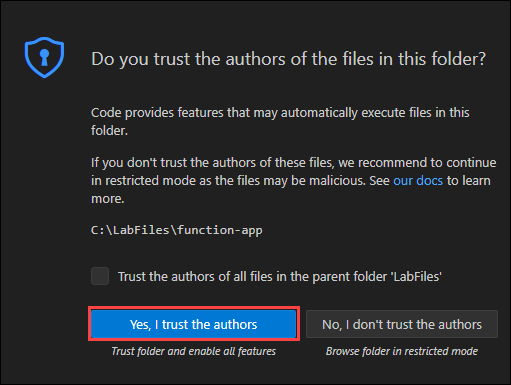 Do you trust the authors of the files in this folder?
Code provides features that may automatically execute files in this
folder.
If you don't trust the authors of these files, we recommend to continue
in restricted mode as the files may be malicious. See our docs to learn
more.
C:\LabFiles\function-app
Trust the authors of all files in the parent folder 'LabFiles'
Yes, I trust the authors
No, I don't trust the authors
Trust folder and enable all features
Browse folder in restricted mode